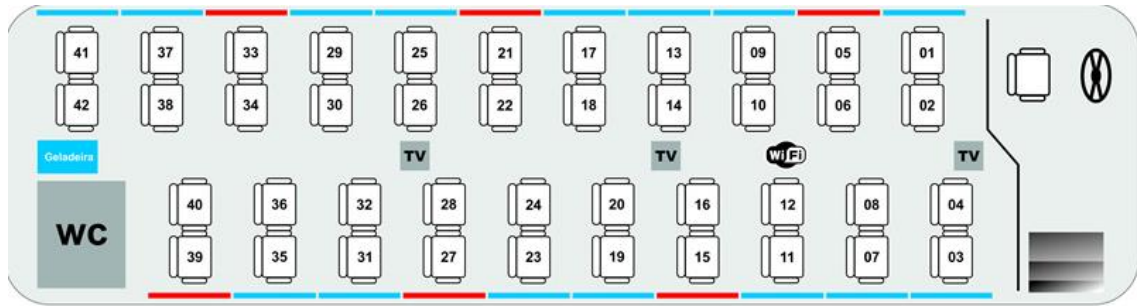 41 37 33 29 25 21 17 13 09 05 01
42 38 34 30 26 22 18 14 10 06 02
Geladeira TV TV WiFi TV
WC
40 36 32 28 24 20 16 12 08 04
39 35 31 27 23 19 15 11 07 03